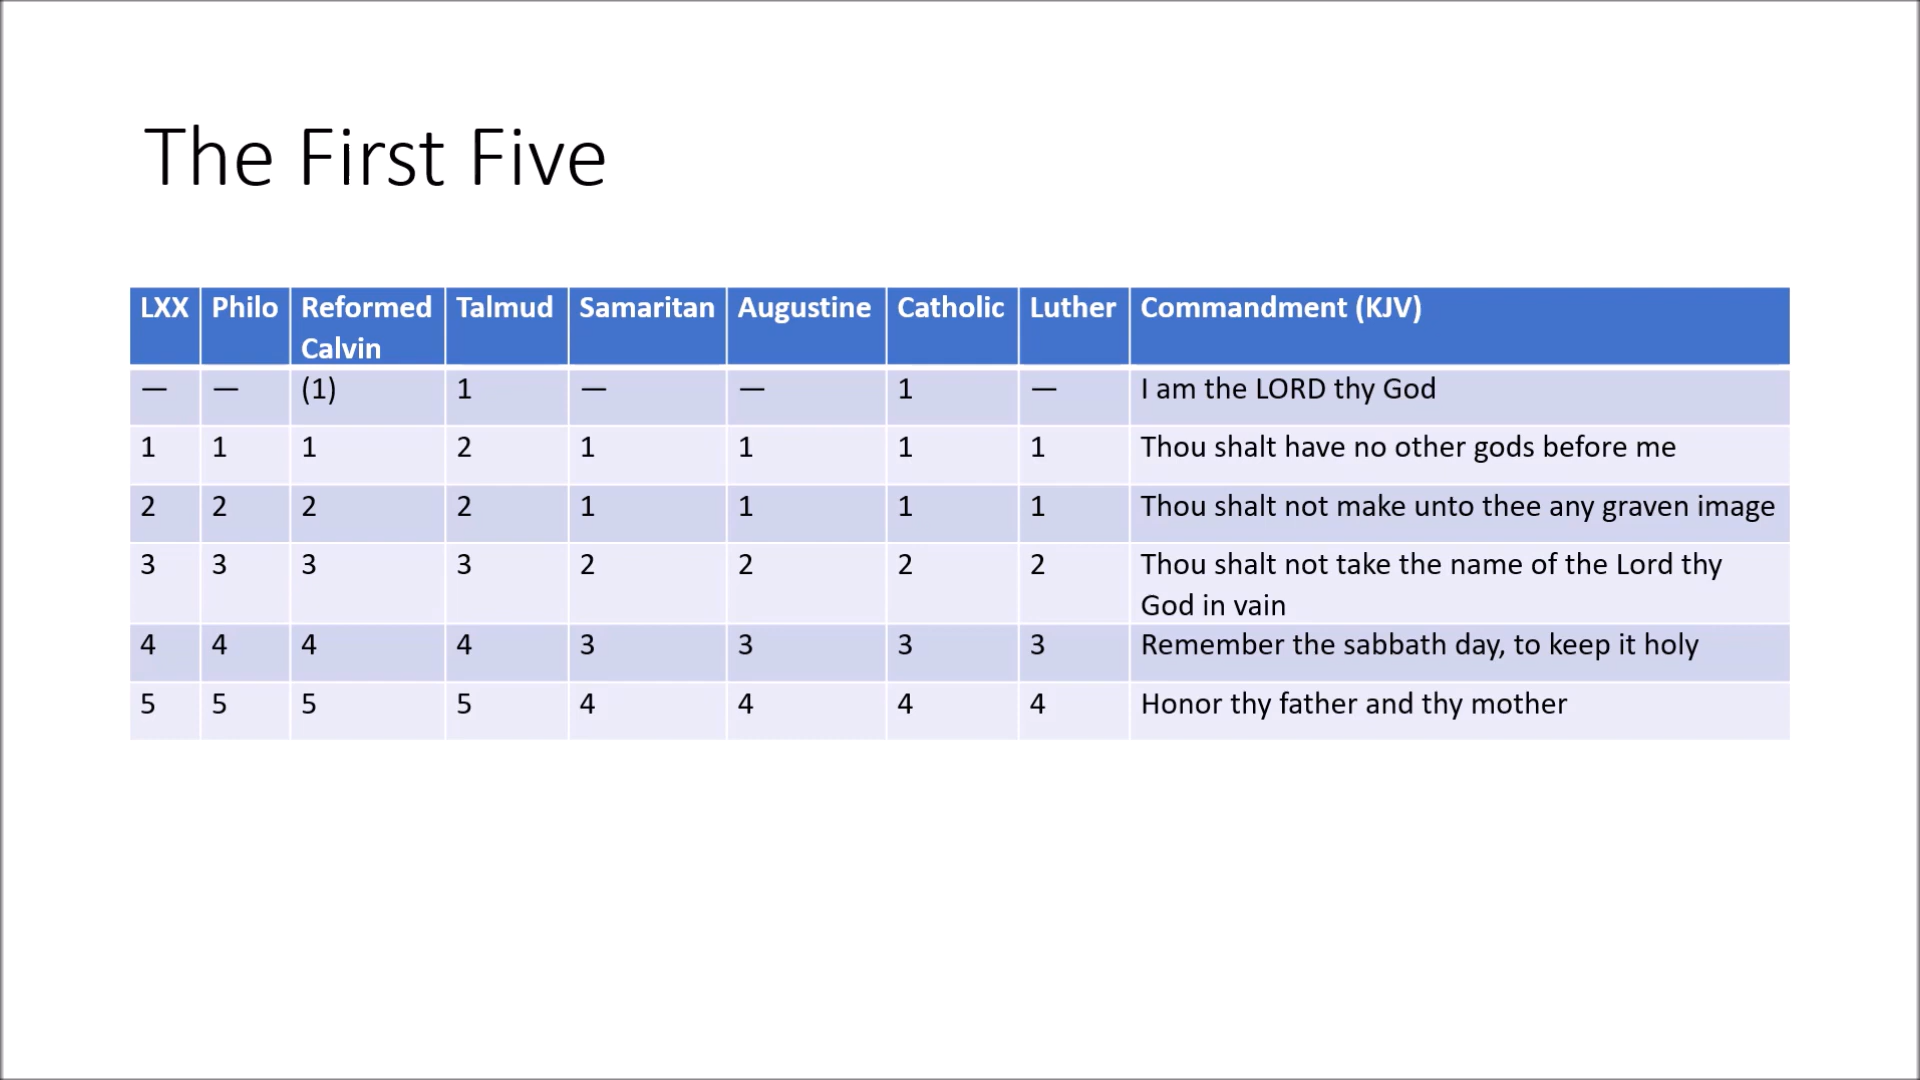 The First Five
LXX Philo Reformed Calvin Talmud Samaritan Augustine Catholic Luther Commandment (KJV)
— — (1) 1 — — 1 — I am the LORD thy God
1 1 1 2 1 1 1 1 Thou shalt have no other gods before me
2 2 2 2 1 1 1 1 Thou shalt not make unto thee any graven image
3 3 3 3 2 2 2 2 Thou shalt not take the name of the Lord thy
God in vain
4 4 4 4 3 3 3 3 Remember the sabbath day, to keep it holy
5 5 5 5 4 4 4 4 Honor thy father and thy mother